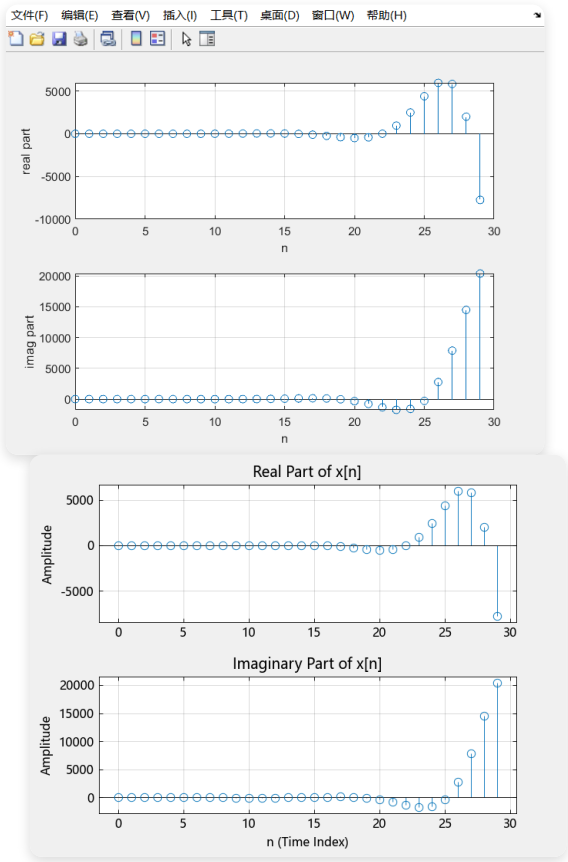 文件(F) 编辑(E) 查看(V) 插入(I) 工具(T) 桌面(D) 窗口(W) 帮助(H)
real part
5000
0
-5000
-10000
0 5 10 15 20 25 30
n
imag part
20000
15000
10000
5000
0
0 5 10 15 20 25 30
n
Real Part of x[n]
Amplitude
5000
0
-5000
0 5 10 15 20 25 30
Imaginary Part of x[n]
Amplitude
20000
15000
10000
5000
0
0 5 10 15 20 25 30
n (Time Index)